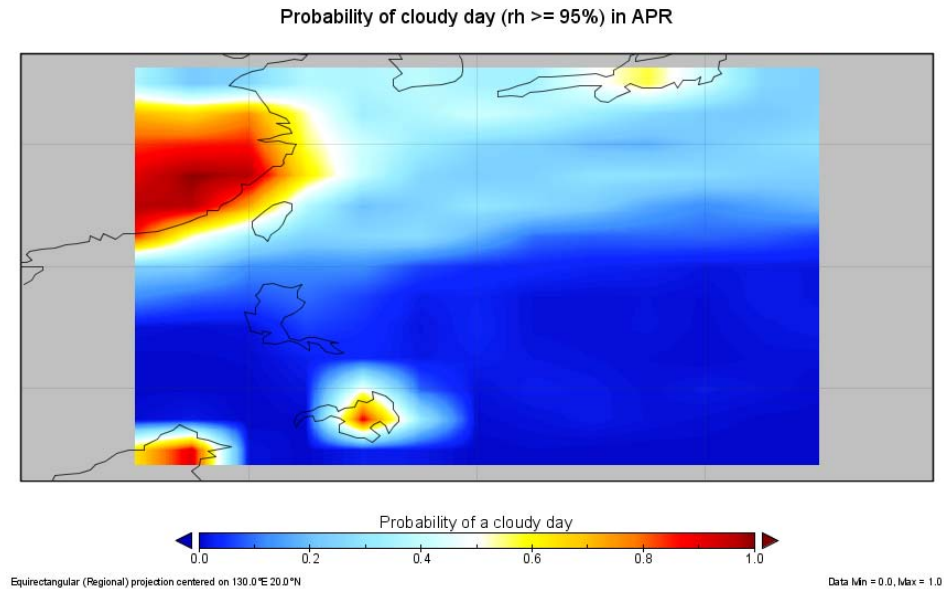 Probability of cloudy day (rh >= 95%) in APR
Probability of a cloudy day
0.0 0.2 0.4 0.6 0.8 1.0
Equirectangular (Regional) projection centered on 130.0°E 20.0°N
Data Min = 0.0, Max = 1.0